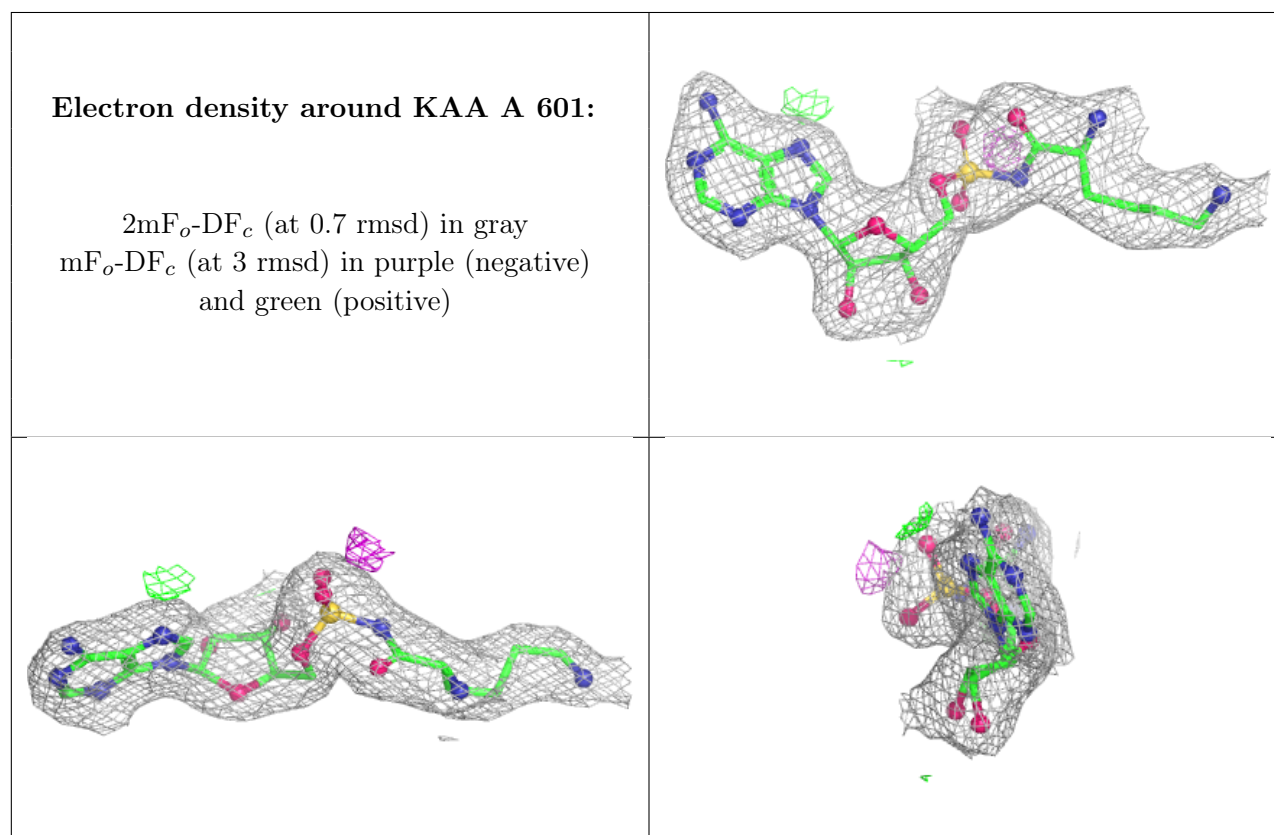 Electron density around KAA A 601:
2mFₒ-DF𝒸 (at 0.7 rmsd) in gray
mFₒ-DF𝒸 (at 3 rmsd) in purple (negative)
and green (positive)